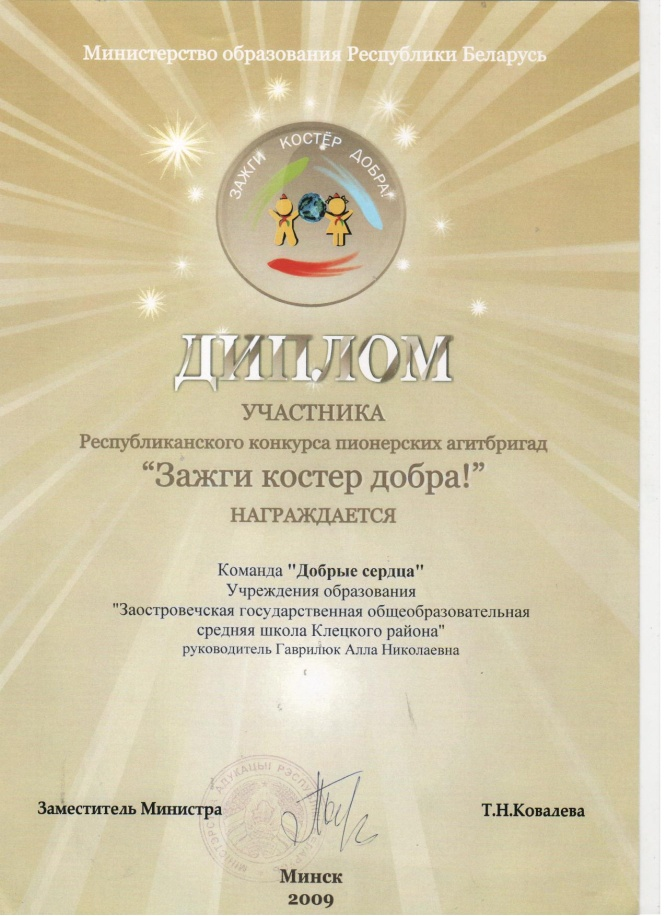 Министерство образования Республики Беларусь
ЗАЖГИ КОСТЁР ДОБРА!
ДИПЛОМ
УЧАСТНИКА
Республиканского конкурса пионерских агитбригад
“Зажги костер добра!”
НАГРАЖДАЕТСЯ
Команда "Добрые сердца"
Учреждения образования
"Заостровечская государственная общеобразовательная
средняя школа Клецкого района"
руководитель Гаврилюк Алла Николаевна
Заместитель Министра
Т.Н.Ковалева
Минск
2009